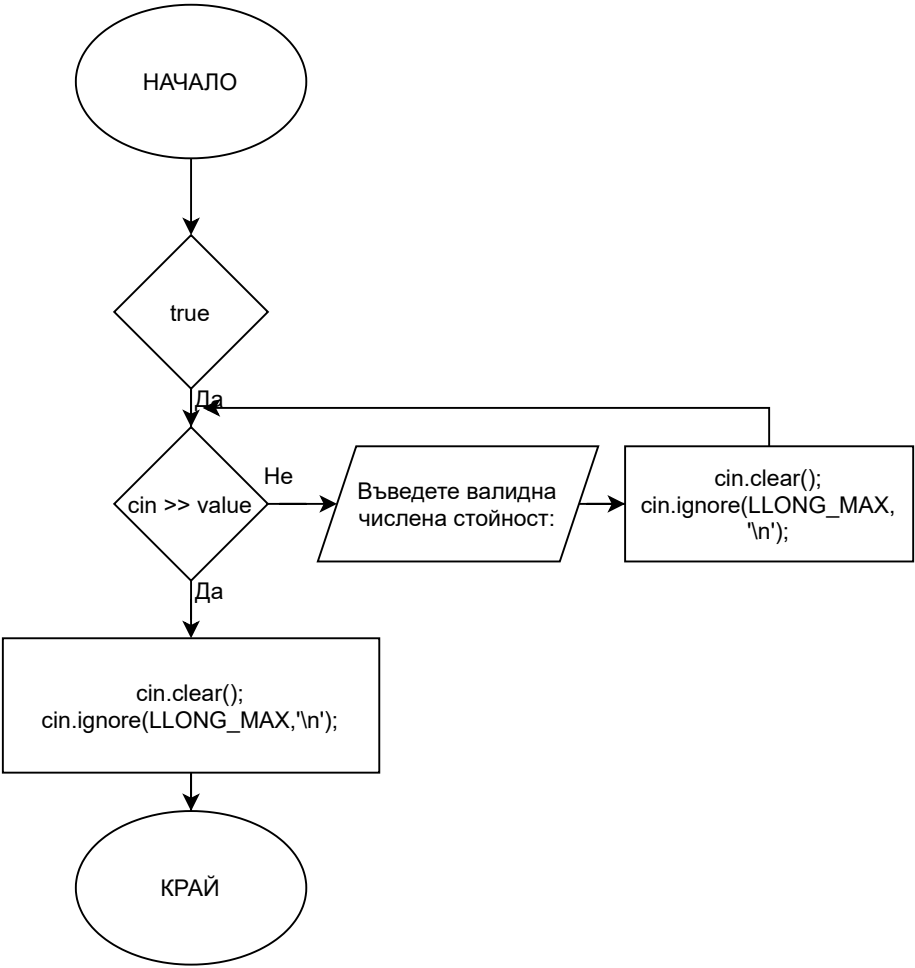 НАЧАЛО
true
Да
cin >> value
Не
Въведете валидна
числена стойност:
cin.clear();
cin.ignore(LLONG_MAX,
'\n');
Да
cin.clear();
cin.ignore(LLONG_MAX,'\n');
КРАЙ